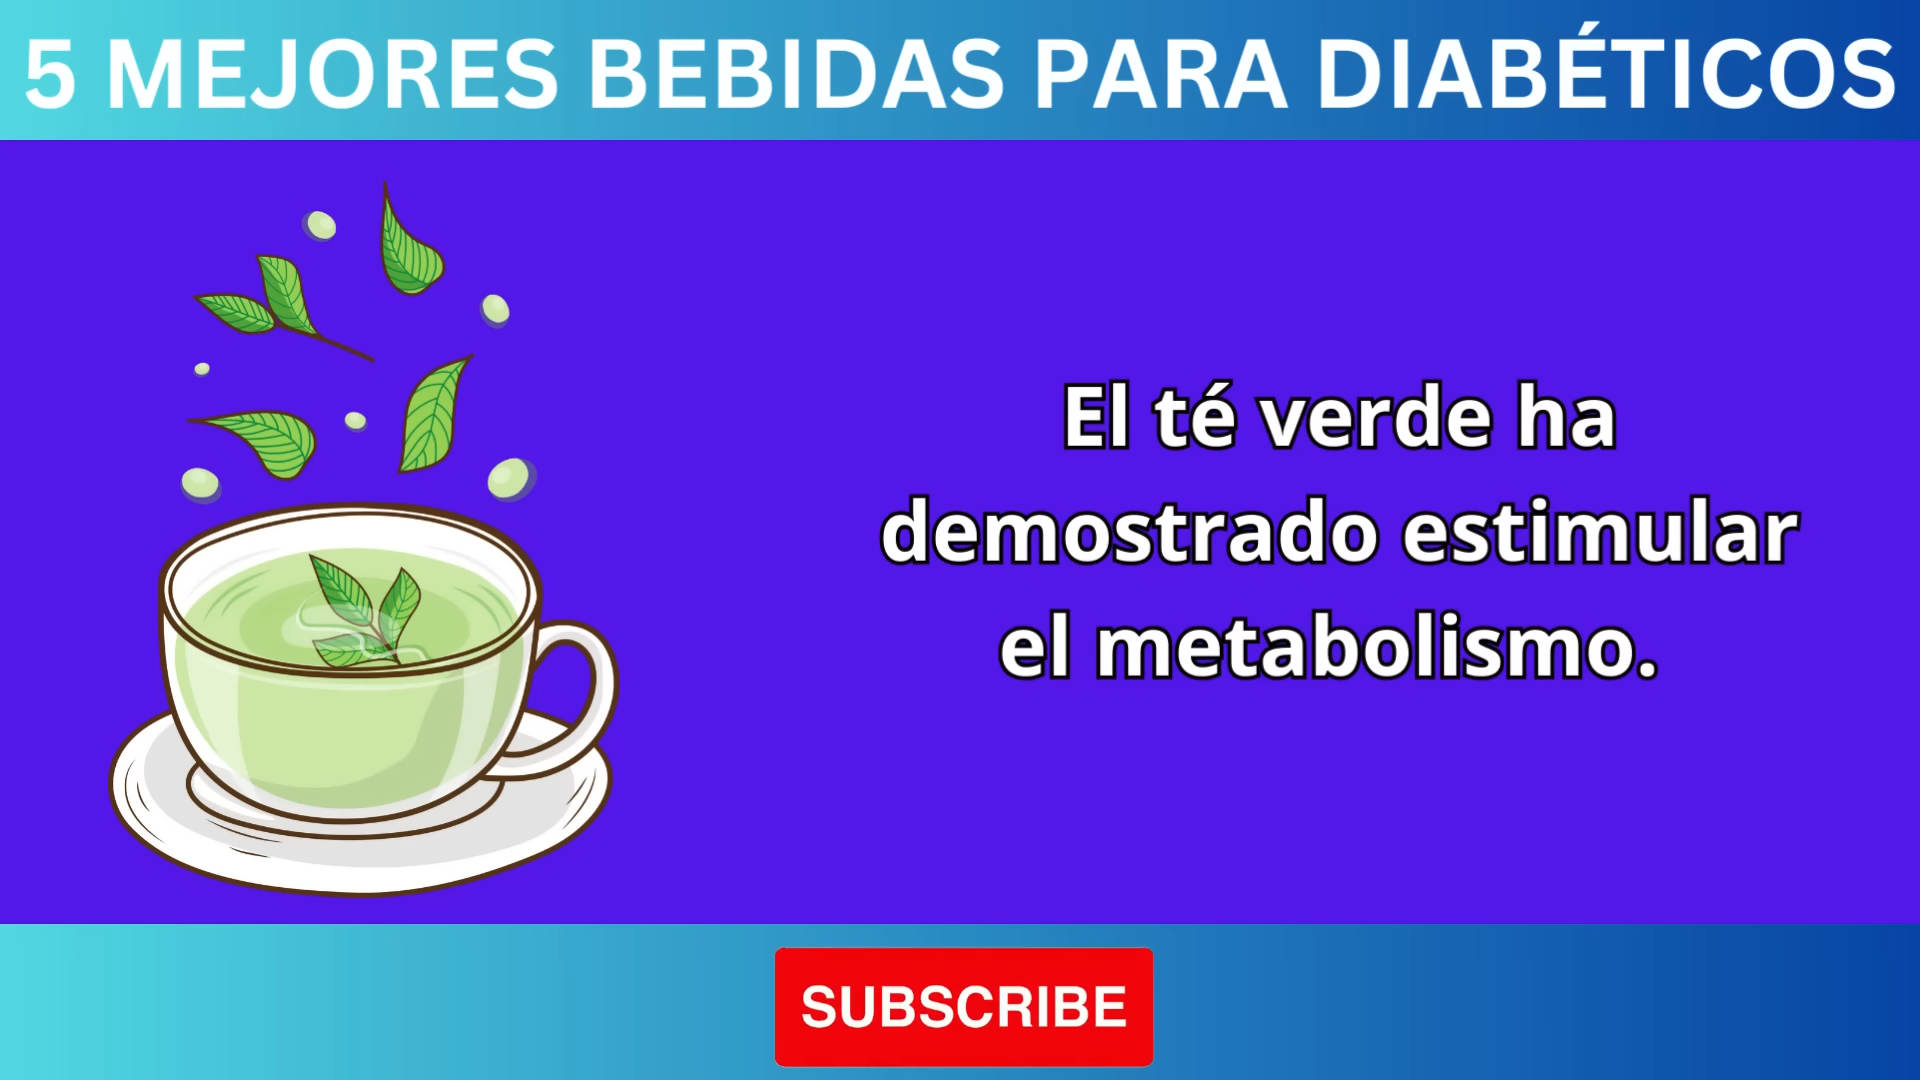 5 MEJORES BEBIDAS PARA DIABÉTICOS
El té verde ha
demostrado estimular
el metabolismo.
SUBSCRIBE